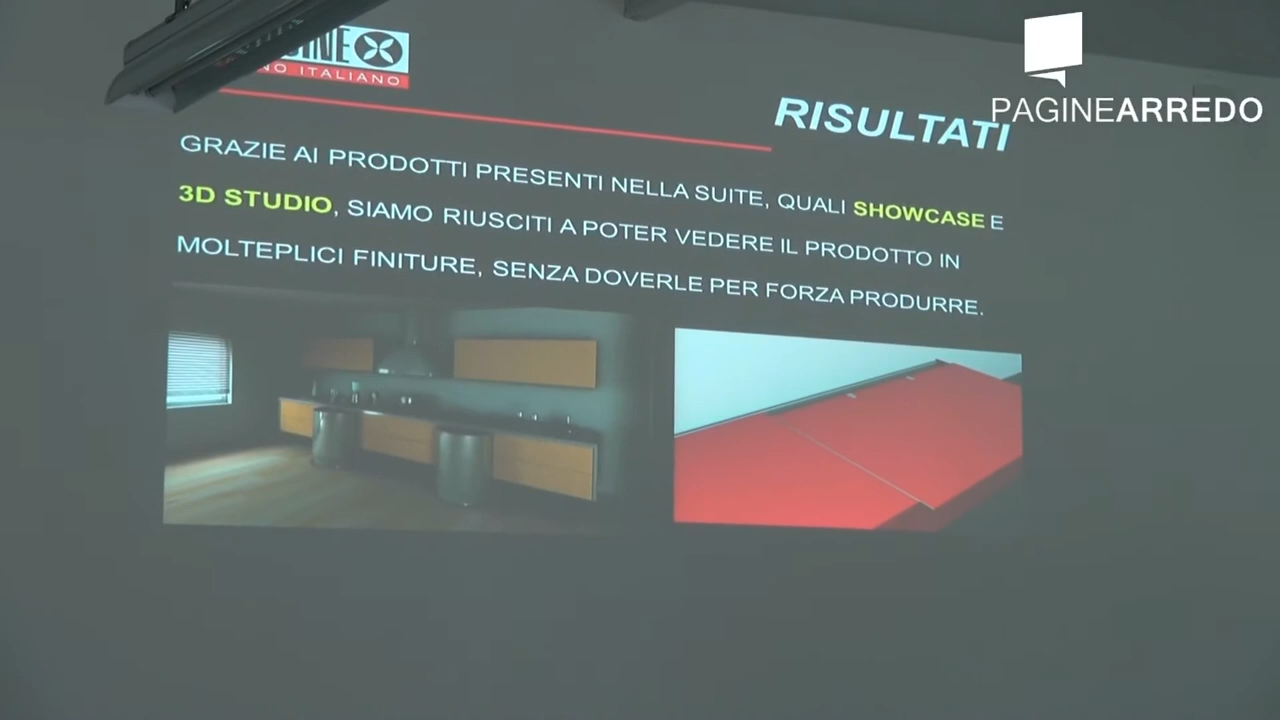 NO ITALIANO
PAGINEARREDO
RISULTATI
GRAZIE AI PRODOTTI PRESENTI NELLA SUITE, QUALI SHOWCASE E
3D STUDIO, SIAMO RIUSCITI A POTER VEDERE IL PRODOTTO IN
MOLTEPLICI FINITURE, SENZA DOVERLE PER FORZA PRODURRE.